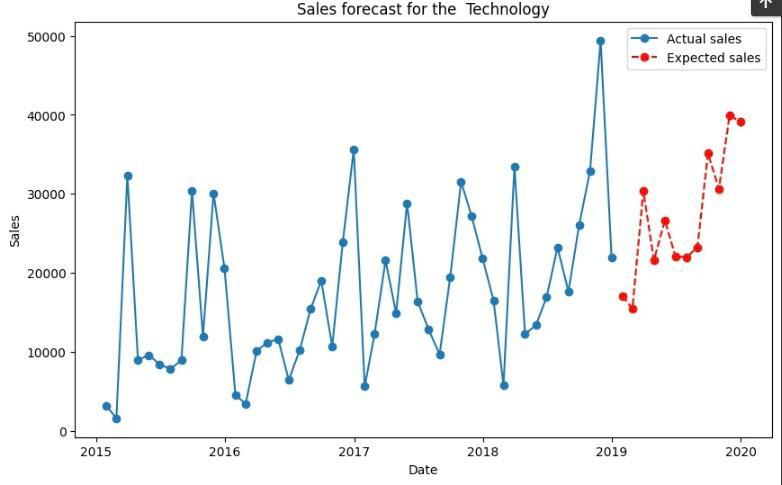 Sales forecast for the  Technology
Actual sales
Expected sales
50000
40000
30000
20000
10000
0
Sales
2015 2016 2017 2018 2019 2020
Date